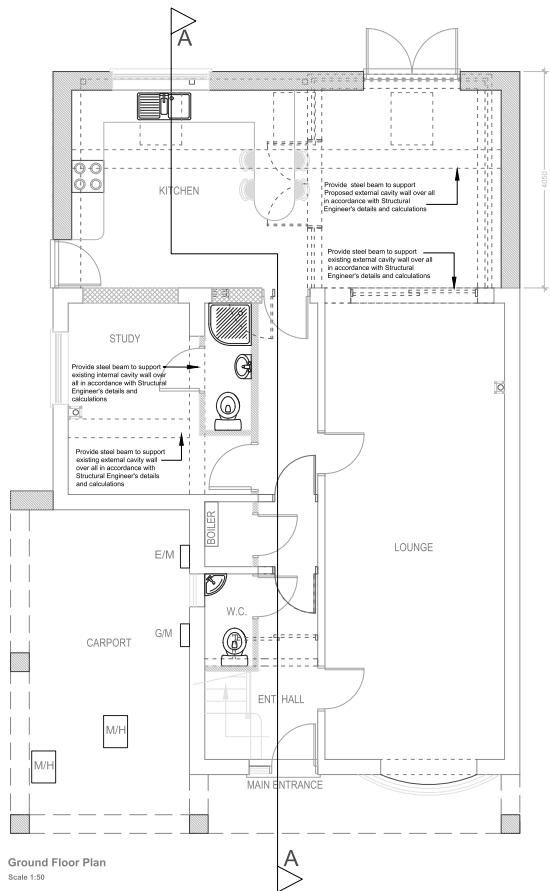 A
4050
KITCHEN
Provide steel beam to support
Proposed external cavity wall over all
in accordance with Structural
Engineer's details and calculations
Provide steel beam to support
existing external cavity wall over all
in accordance with Structural
Engineer's details and calculations
STUDY
Provide steel beam to support
existing internal cavity wall over
all in accordance with Structural
Engineer's details and
calculations
Provide steel beam to support
existing external cavity wall
over all in accordance with
Structural Engineer's details
and calculations
BOILER
E/M
LOUNGE
W.C.
G/M
CARPORT
ENT. HALL
M/H
M/H
MAIN ENTRANCE
A
Ground Floor Plan
Scale 1:50